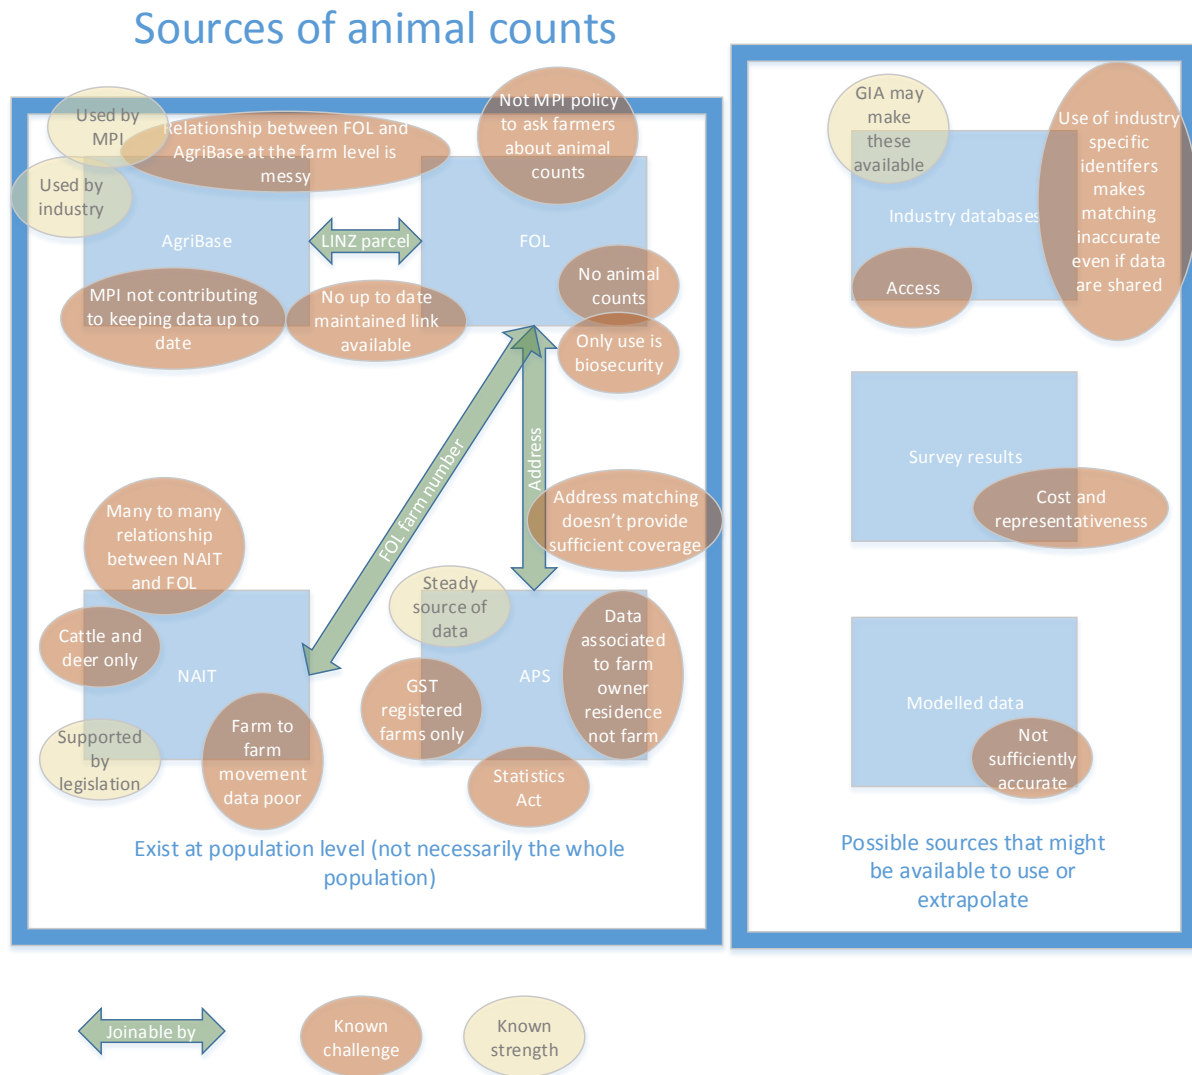 Sources of animal counts
Used by
MPI
Relationship between FOL and
AgriBase at the farm level is
messy
Not MPI policy
to ask farmers
about animal
counts
Used by
industry
AgriBase
LINZ parcel
FOL
MPI not contributing
to keeping data up to
date
No up to date
maintained link
available
No animal
counts
Only use is
biosecurity
FOL farm number
Address
Address matching
doesn't provide
sufficient coverage
Many to many
relationship
between NAIT
and FOL
Cattle and
deer only
NAIT
Supported
by
legislation
Farm to
farm
movement
data poor
Steady
source of
data
APS
GST
registered
farms only
Data
associated
to farm
owner
residence
not farm
Statistics
Act
Exist at population level (not necessarily the whole
population)
GIA may
make
these
available
Use of industry
specific
identifers
makes
matching
inaccurate
even if data
are shared
Industry databases
Access
Survey results
Cost and
representativeness
Modelled data
Not
sufficiently
accurate
Possible sources that might
be available to use or
extrapolate
Joinable by
Known
challenge
Known
strength